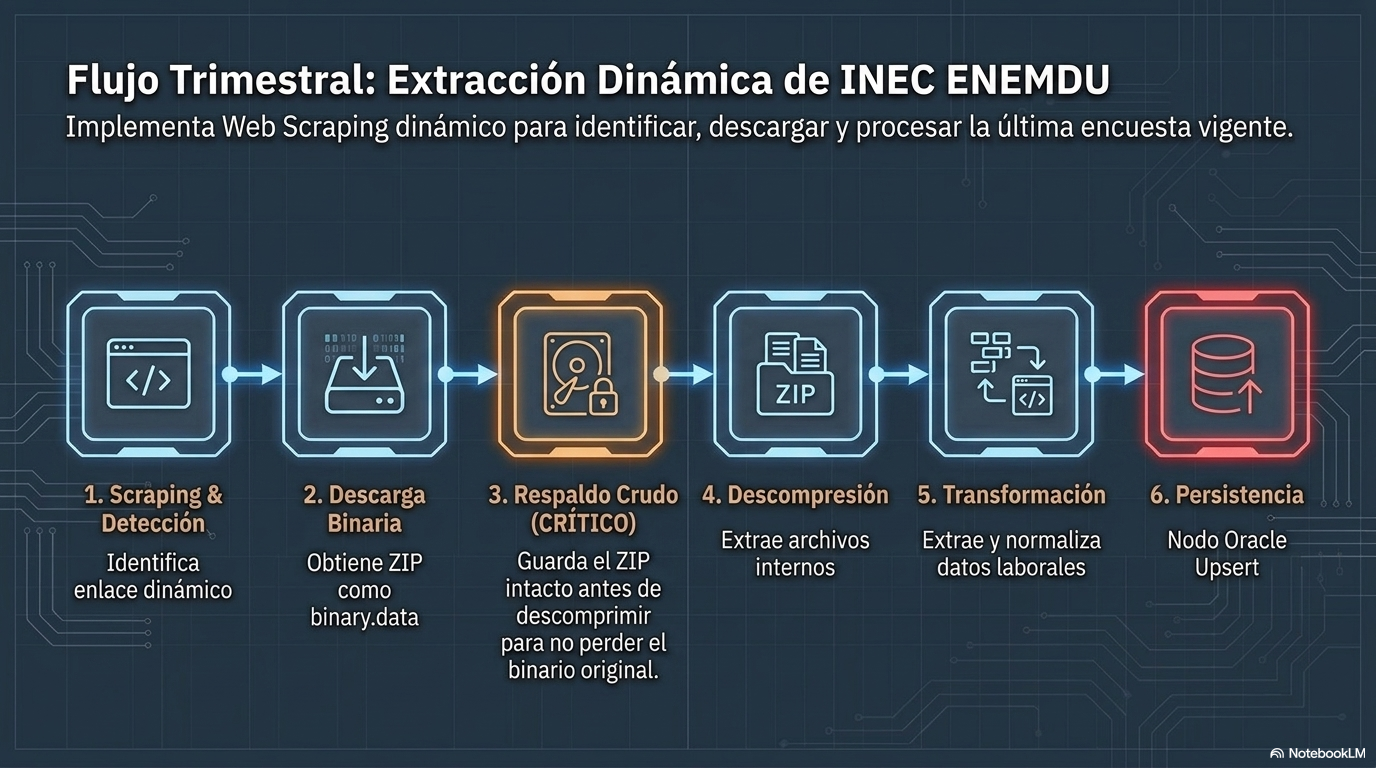 Flujo Trimestral: Extracción Dinámica de INEC ENEMDU
Implementa Web Scraping dinámico para identificar, descargar y procesar la última encuesta vigente.
</>
ZIP
</>
1. Scraping &
Detección
Identifica
enlace dinámico
2. Descarga
Binaria
Obtiene ZIP
como
binary.data
3. Respaldo Crudo
(CRÍTICO)
Guarda el ZIP
intacto antes de
descomprimir
para no perder el
binario original.
4. Descompresión
Extrae archivos
internos
5. Transformación
Extrae y normaliza
datos laborales
6. Persistencia
Nodo Oracle
Upsert
NotebookLM